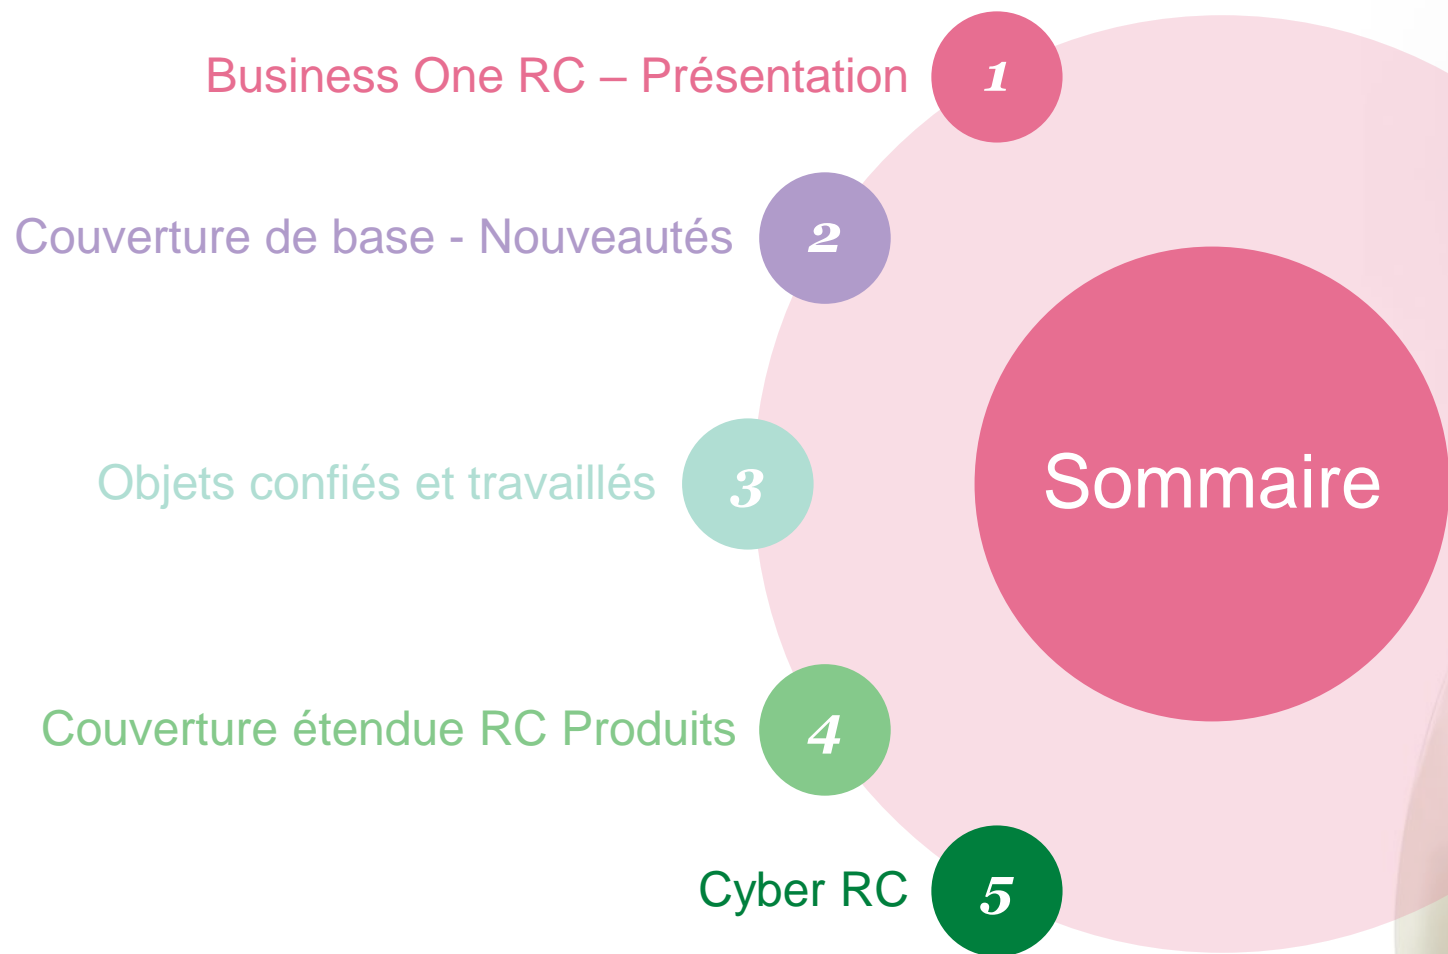 Business One RC – Présentation 1
Couverture de base - Nouveautés 2
Objets confiés et travaillés 3
Sommaire
Couverture étendue RC Produits 4
Cyber RC 5